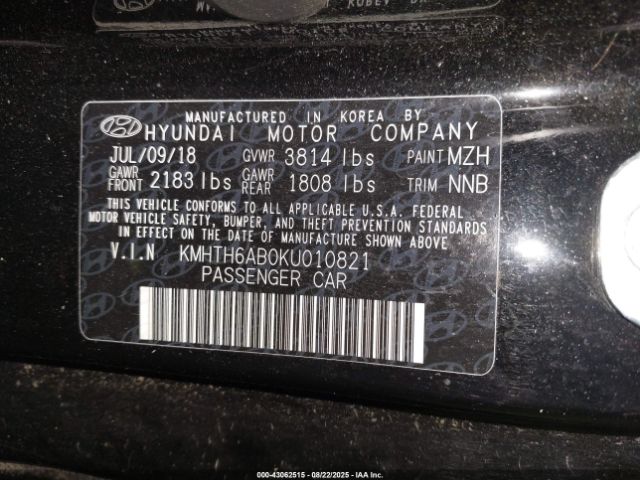 MANUFACTURED IN KOREA BY
HYUNDAI MOTOR COMPANY
JUL/09/18 GVWR 3814 lbs PAINT MZH
GAWR FRONT 2183 lbs GAWR REAR 1808 lbs TRIM NNB
THIS VEHICLE CONFORMS TO ALL APPLICABLE U.S.A. FEDERAL
MOTOR VEHICLE SAFETY, BUMPER, AND THEFT PREVENTION STANDARDS
IN EFFECT ON THE DATE OF MANUFACTURE SHOWN ABOVE.
V.I.N KMHTH6AB0KU010821
PASSENGER CAR
000-43062515 - 08/22/2025 - IAA Inc.